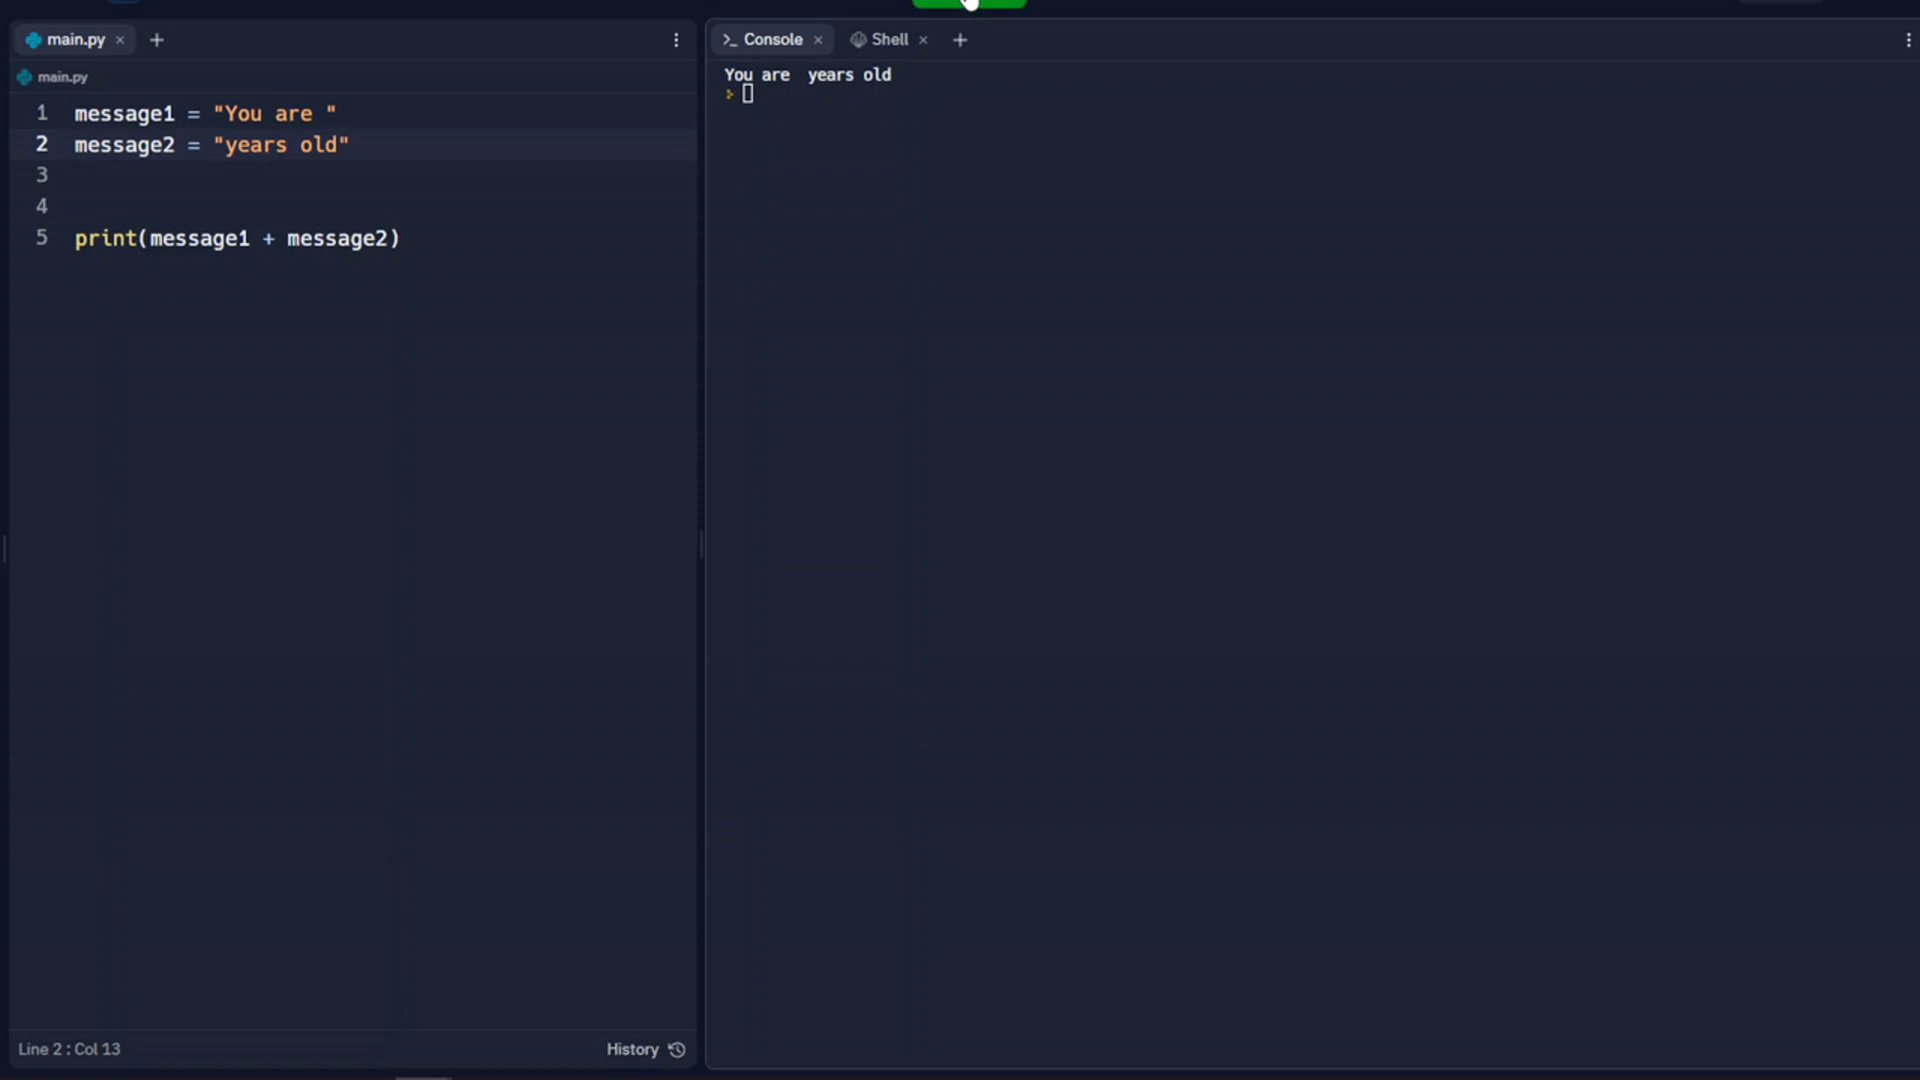 main.py × +
>_ Console × Shell × +
main.py
1 message1 = "You are "
2 message2 = "years old"
3
4
5 print(message1 + message2)
You are  years old
Line 2 : Col 13
History